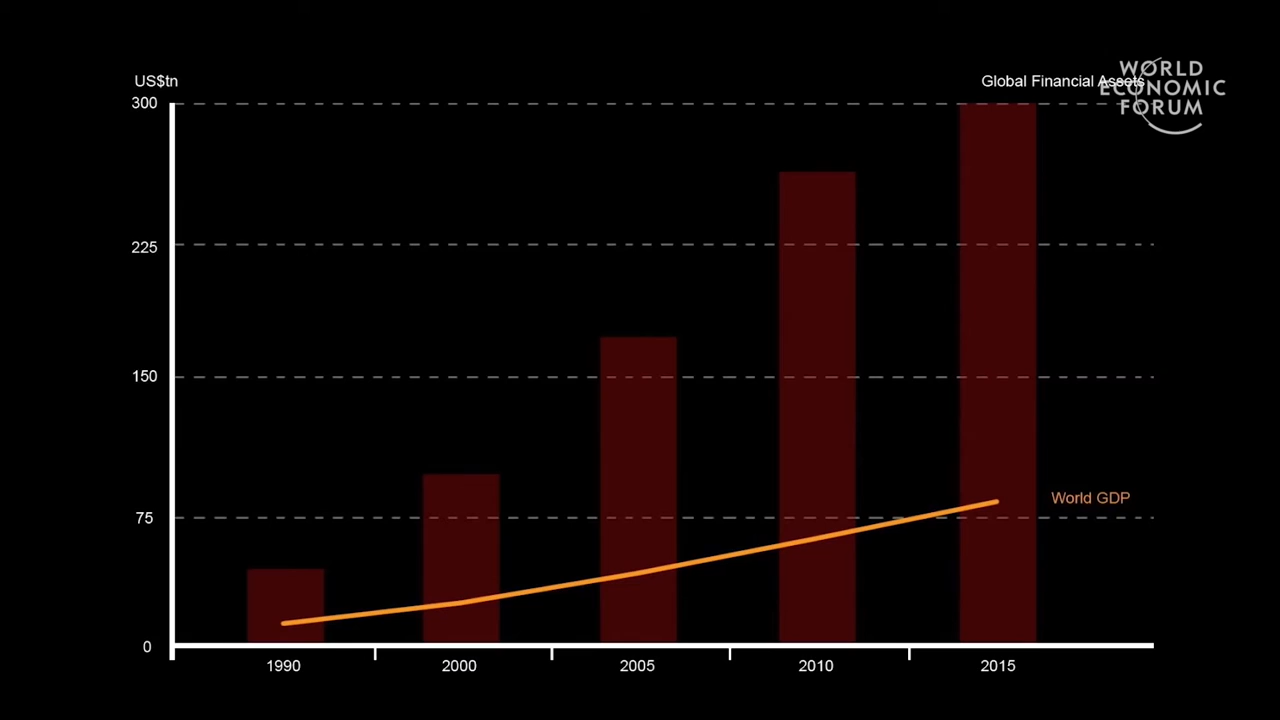 US$tn
Global Financial Assets
WORLD
ECONOMIC
FORUM
300
225
150
75
0
World GDP
1990
2000
2005
2010
2015